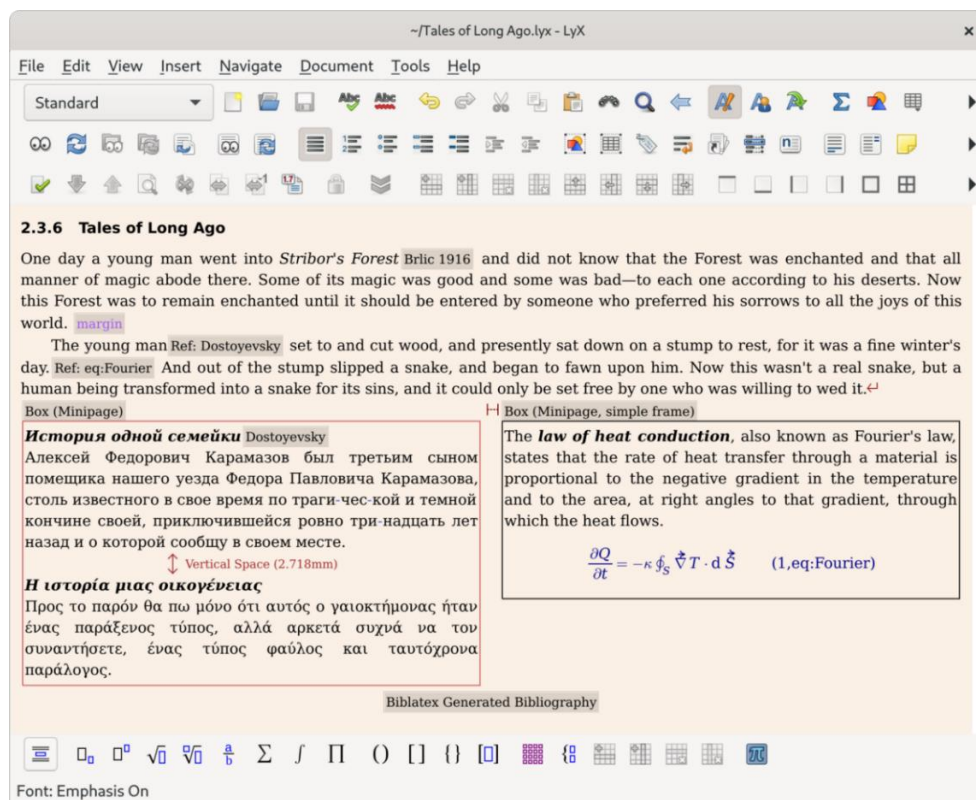 ~/Tales of Long Ago.lyx - LyX
File Edit View Insert Navigate Document Tools Help
Standard
2.3.6 Tales of Long Ago
One day a young man went into Stribor's Forest Brlic 1916 and did not know that the Forest was enchanted and that all
manner of magic abode there. Some of its magic was good and some was bad—to each one according to his deserts. Now
this Forest was to remain enchanted until it should be entered by someone who preferred his sorrows to all the joys of this
world. margin
The young man Ref: Dostoyevsky set to and cut wood, and presently sat down on a stump to rest, for it was a fine winter's
day. Ref: eq:Fourier And out of the stump slipped a snake, and began to fawn upon him. Now this wasn't a real snake, but a
human being transformed into a snake for its sins, and it could only be set free by one who was willing to wed it.↵
Box (Minipage)
История одной семейки Dostoyevsky
Алексей Федорович Карамазов был третьим сыном
помещика нашего уезда Федора Павловича Карамазова,
столь известного в свое время по траги-чес-кой и темной
кончине своей, приключившейся ровно три-надцать лет
назад и о которой сообщу в своем месте.
Vertical Space (2.718mm)
Η ιστορία μιας οικογένειας
Προς το παρόν θα πω μόνο ότι αυτός ο γαιοκτήμονας ήταν
ένας παράξενος τύπος, αλλά αρκετά συχνά να τον
συναντήσετε, ένας τύπος φαύλος και ταυτόχρονα
παράλογος.
Box (Minipage, simple frame)
The law of heat conduction, also known as Fourier's law,
states that the rate of heat transfer through a material is
proportional to the negative gradient in the temperature
and to the area, at right angles to that gradient, through
which the heat flows.
∂Q/∂t = −κ ∮S ∇⃗ T · d S⃗ (1,eq:Fourier)
Biblatex Generated Bibliography
Font: Emphasis On